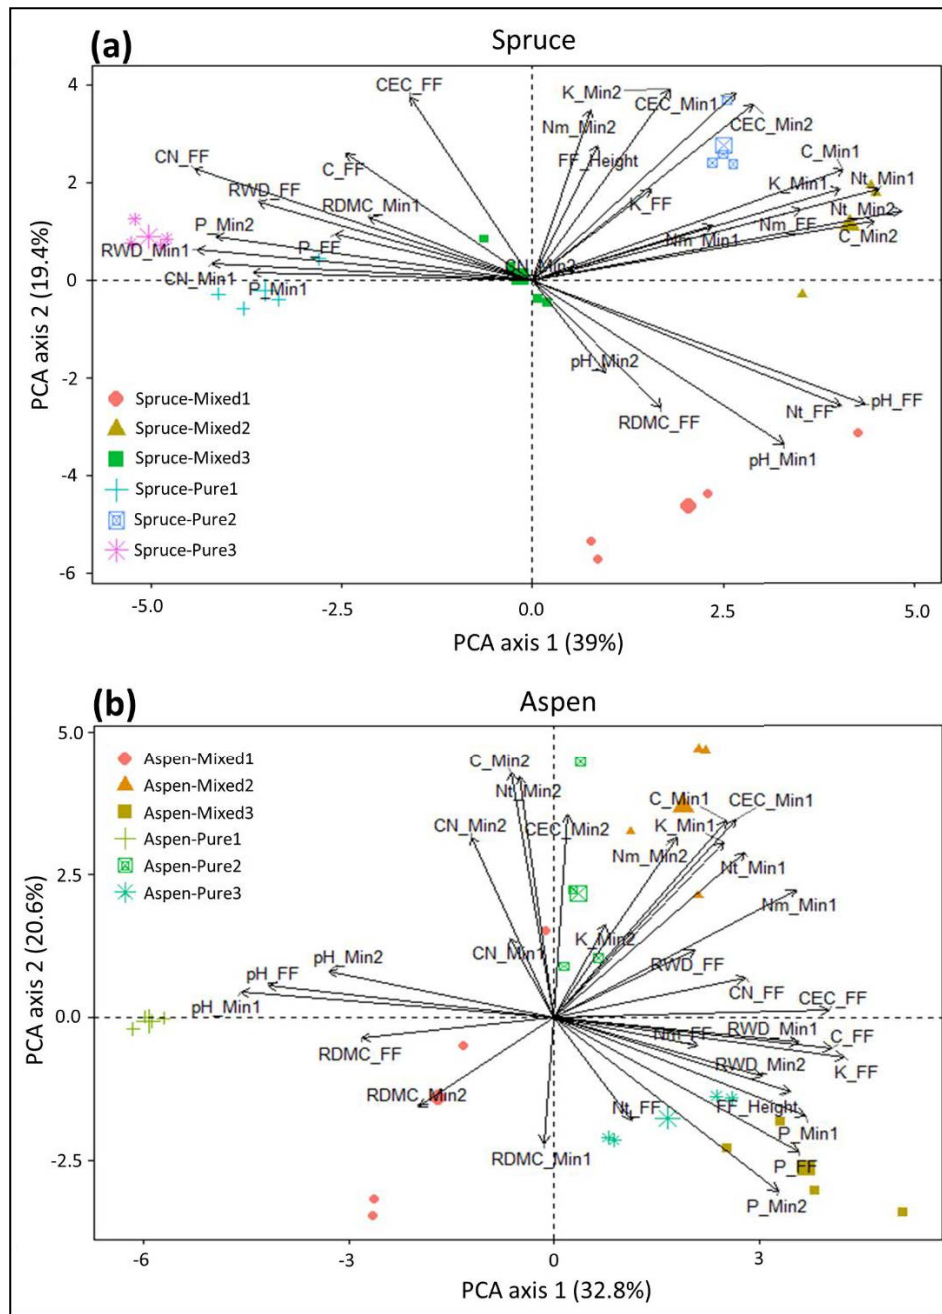 (a)
Spruce
4
2
0
-2
-4
-6
PCA axis 2 (19.4%)
CEC_FF
K_Min2
CEC_Min1
Nm_Min2
CEC_Min2
CN_FF
C_FF
FF_Height
C_Min1
RWD_FF
K_Min1
Nt_Min1
RDMC_Min1
K_FF
P_Min2
Nm_FF
Nt_Min2
P_FF
Nm_Min1
C_Min2
RWD_Min1
CN_Min1
CN_Min2
P_Min1
pH_Min2
RDMC_FF
Nt_FF
pH_FF
pH_Min1
Spruce-Mixed1
Spruce-Mixed2
Spruce-Mixed3
Spruce-Pure1
Spruce-Pure2
Spruce-Pure3
-5.0
-2.5
0.0
2.5
5.0
PCA axis 1 (39%)
(b)
Aspen
5.0
2.5
0.0
-2.5
PCA axis 2 (20.6%)
Aspen-Mixed1
Aspen-Mixed2
Aspen-Mixed3
Aspen-Pure1
Aspen-Pure2
Aspen-Pure3
C_Min2
Nt_Min2
C_Min1
CEC_Min1
CN_Min2
CEC_Min2
K_Min1
Nm_Min2
Nt_Min1
Nm_Min1
K_Min2
CN_Min1
pH_Min2
RWD_FF
pH_FF
CN_FF
CEC_FF
pH_Min1
RDMC_FF
Nm_FF
RWD_Min1
C_FF
K_FF
RWD_Min2
RDMC_Min2
Nt_FF
FF_Height
P_Min1
RDMC_Min1
P_FF
P_Min2
-6
-3
0
3
PCA axis 1 (32.8%)